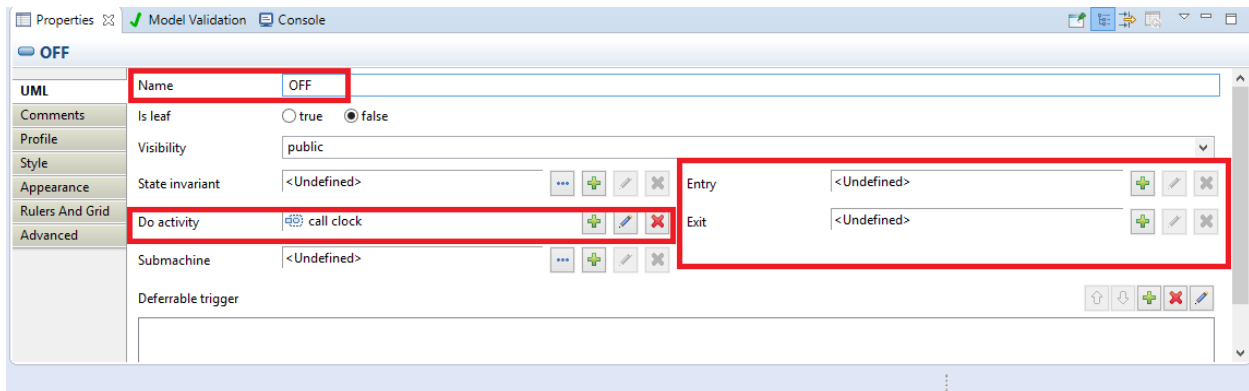 Properties Model Validation Console
OFF
UML
Comments
Profile
Style
Appearance
Rulers And Grid
Advanced
Name OFF
Is leaf true false
Visibility public
State invariant <Undefined> Entry <Undefined>
Do activity call clock Exit <Undefined>
Submachine <Undefined>
Deferrable trigger